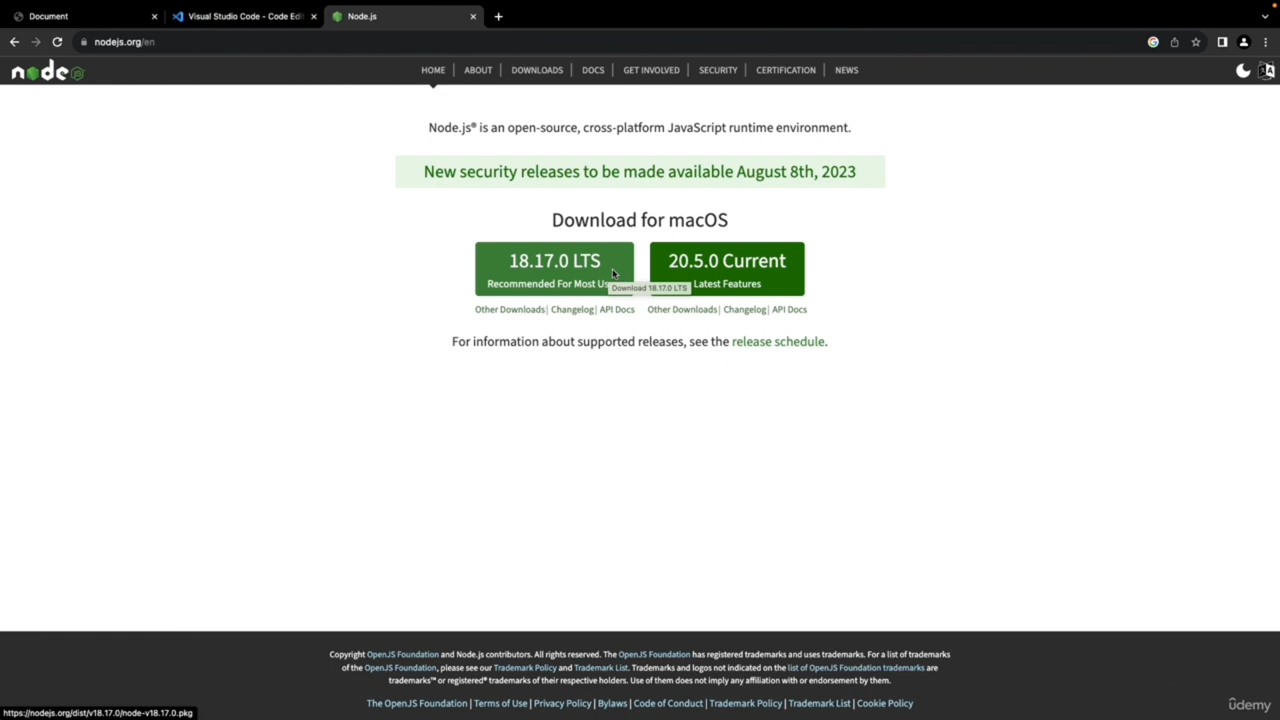 Document
Visual Studio Code - Code Edi
Node.js
nodejs.org/en
node
HOME | ABOUT | DOWNLOADS | DOCS | GET INVOLVED | SECURITY | CERTIFICATION | NEWS
Node.js® is an open-source, cross-platform JavaScript runtime environment.
New security releases to be made available August 8th, 2023
Download for macOS
18.17.0 LTS
Recommended For Most Us
Download 18.17.0 LTS
20.5.0 Current
Latest Features
Other Downloads | Changelog | API Docs
Other Downloads | Changelog | API Docs
For information about supported releases, see the release schedule.
Copyright OpenJS Foundation and Node.js contributors. All rights reserved. The OpenJS Foundation has registered trademarks and uses trademarks. For a list of trademarks
of the OpenJS Foundation, please see our Trademark Policy and Trademark List. Trademarks and logos not indicated on the list of OpenJS Foundation trademarks are
trademarks™ or registered® trademarks of their respective holders. Use of them does not imply any affiliation with or endorsement by them.
The OpenJS Foundation | Terms of Use | Privacy Policy | Bylaws | Code of Conduct | Trademark Policy | Trademark List | Cookie Policy
https://nodejs.org/dist/v18.17.0/node-v18.17.0.pkg
ûdemy